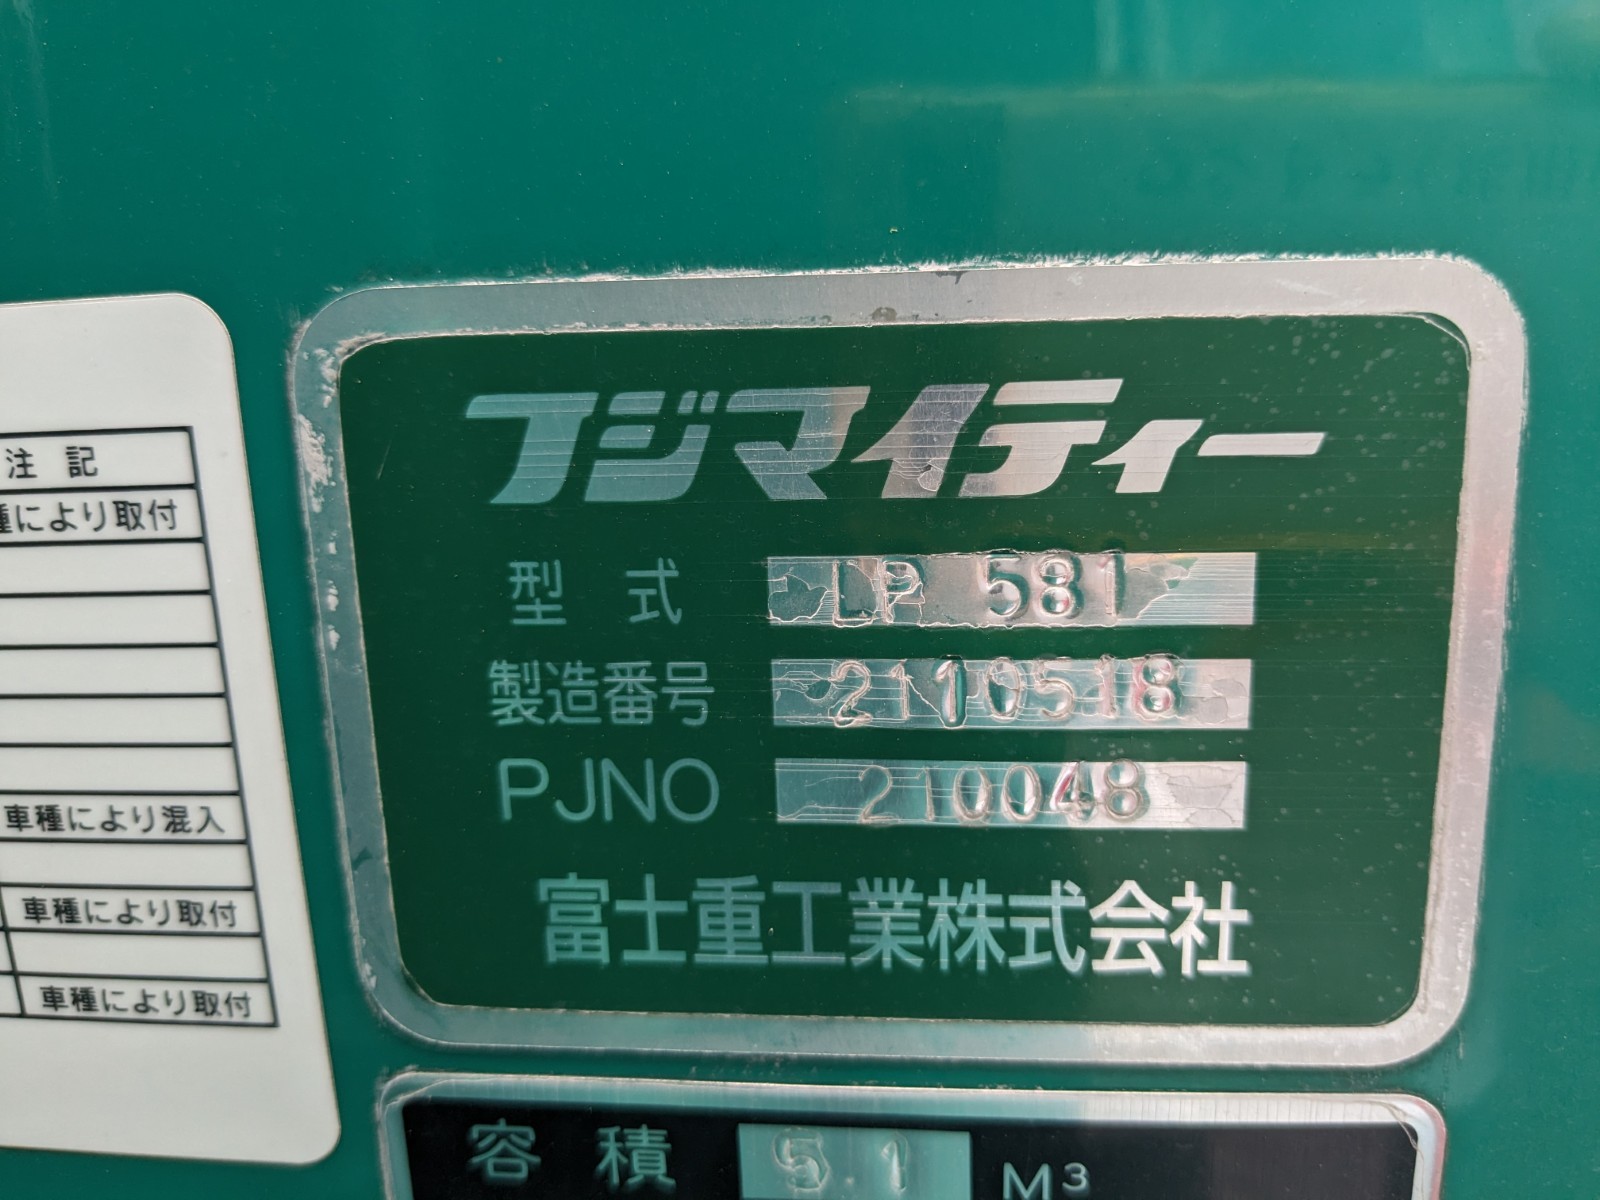 注記
種により取付
車種により混入
車種により取付
車種により取付
フジマイティー
型式 LP 581
製造番号 2110518
PJNO 210048
富士重工業株式会社
容積 5.1 M³